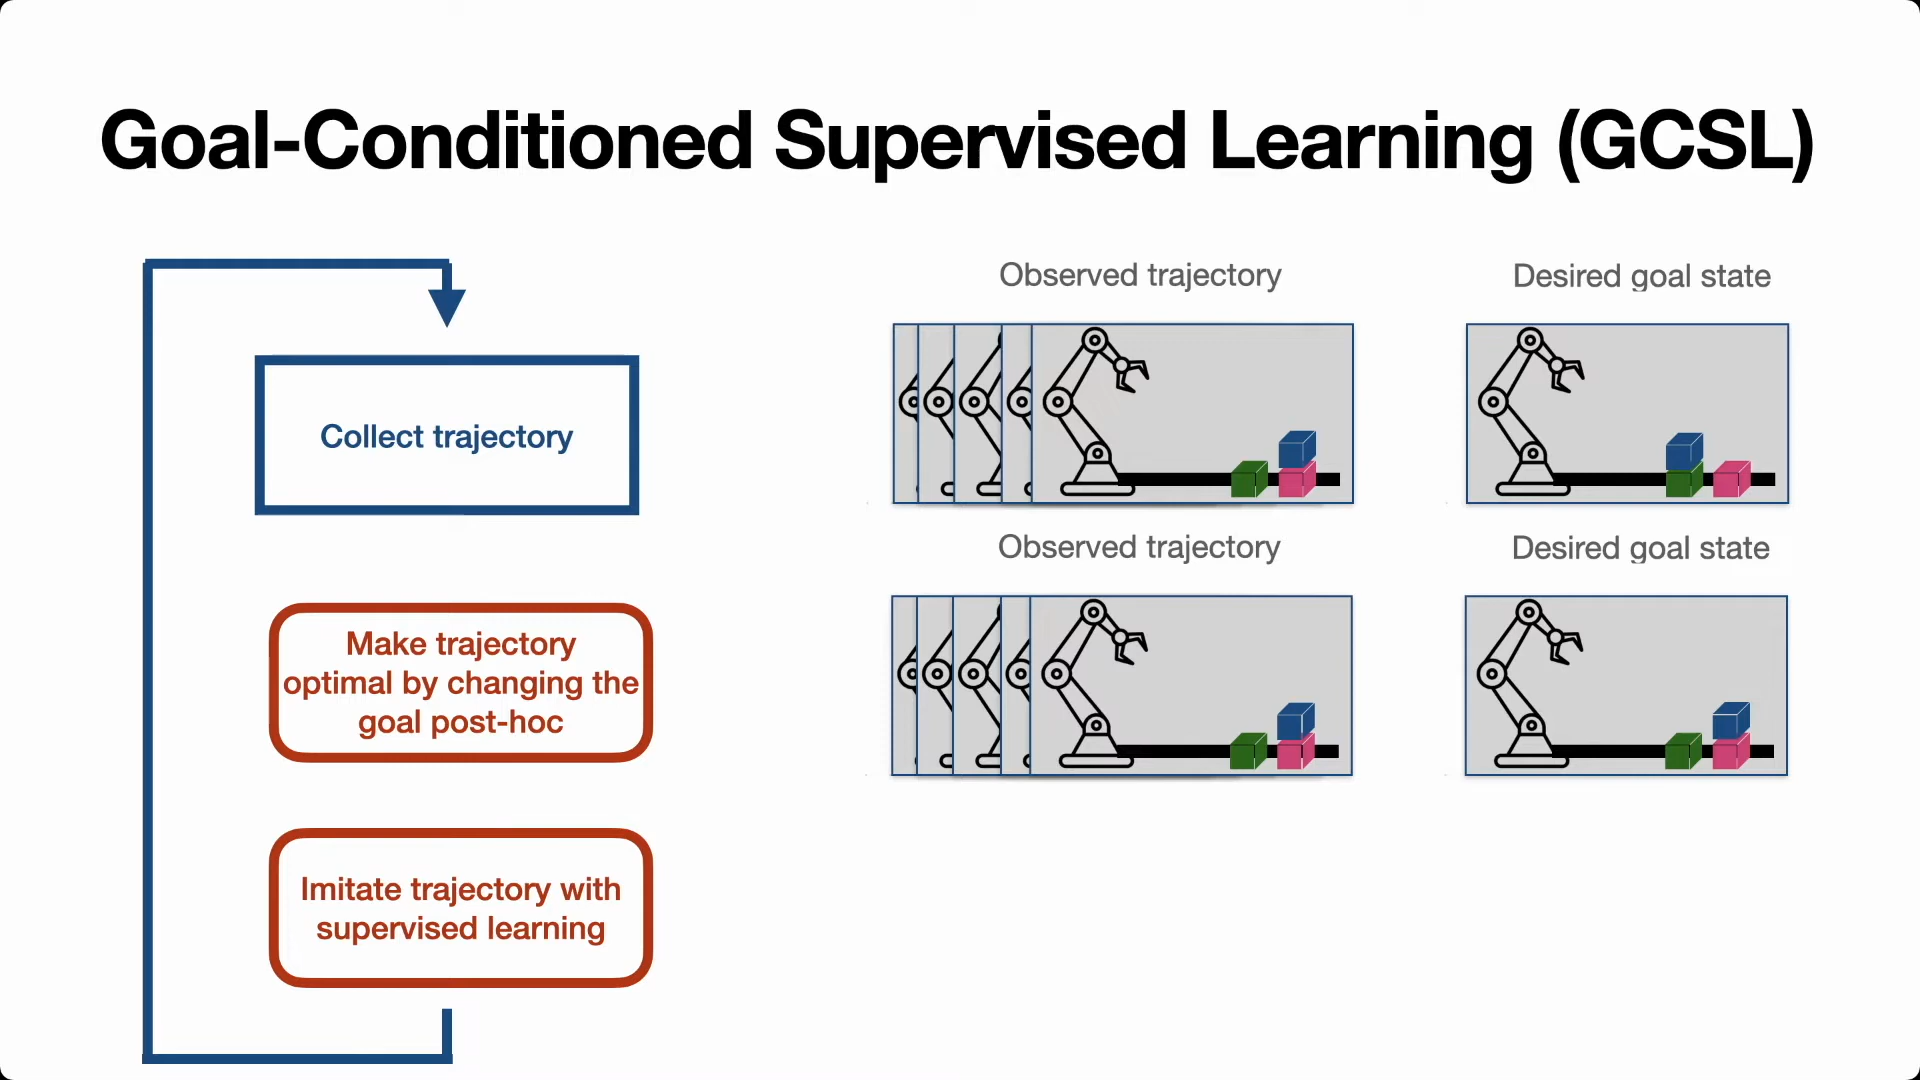 Goal-Conditioned Supervised Learning (GCSL)
Collect trajectory
Make trajectory
optimal by changing the
goal post-hoc
Imitate trajectory with
supervised learning
Observed trajectory
Desired goal state
Observed trajectory
Desired goal state